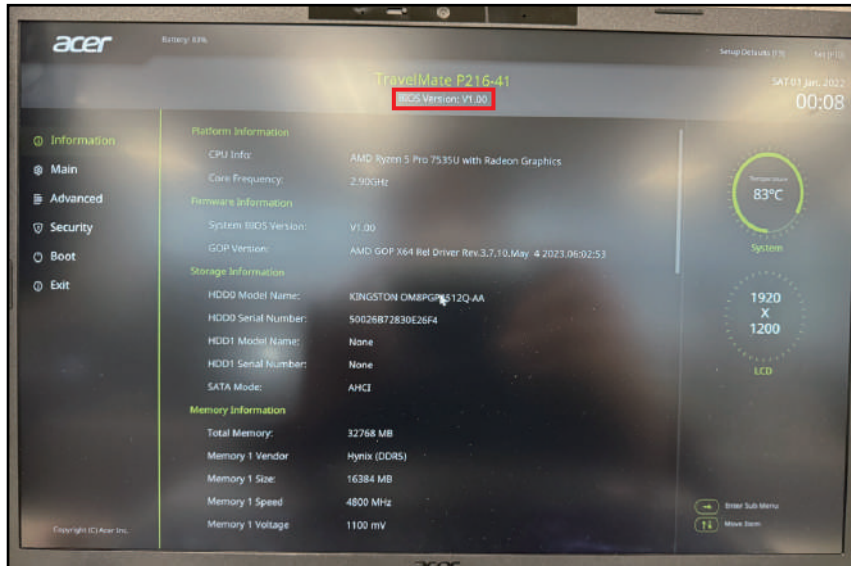 acer
Battery: 83%
Setup Defaults (F9)
TravelMate P216-41
BIOS Version: V1.00
SAT 01 Jan, 2022
00:08
Information
Main
Advanced
Security
Boot
Exit
Platform Information
CPU Info: AMD Ryzen 5 Pro 7535U with Radeon Graphics
Core Frequency: 2.90GHz
Firmware Information
System BIOS Version: V1.00
GOP Version: AMD GOP X64 Rel Driver Rev.3.7.10.May 4 2023.06:02:53
Storage Information
HDD0 Model Name: KINGSTON
HDD0 Serial Number: 50026B72830E26F4
HDD1 Model Name: None
HDD1 Serial Number: None
SATA Mode: AHCI
Memory Information
Total Memory: 32768 MB
Memory 1 Vendor Hynix (DDR5)
Memory 1 Size: 16384 MB
Memory 1 Speed 4800 MHz
Memory 1 Voltage 1100 mV
Temperature
83°C
System
1920
X
1200
LCD
Enter Sub Menu
Move Item
Copyright (C) Acer Inc.
acer